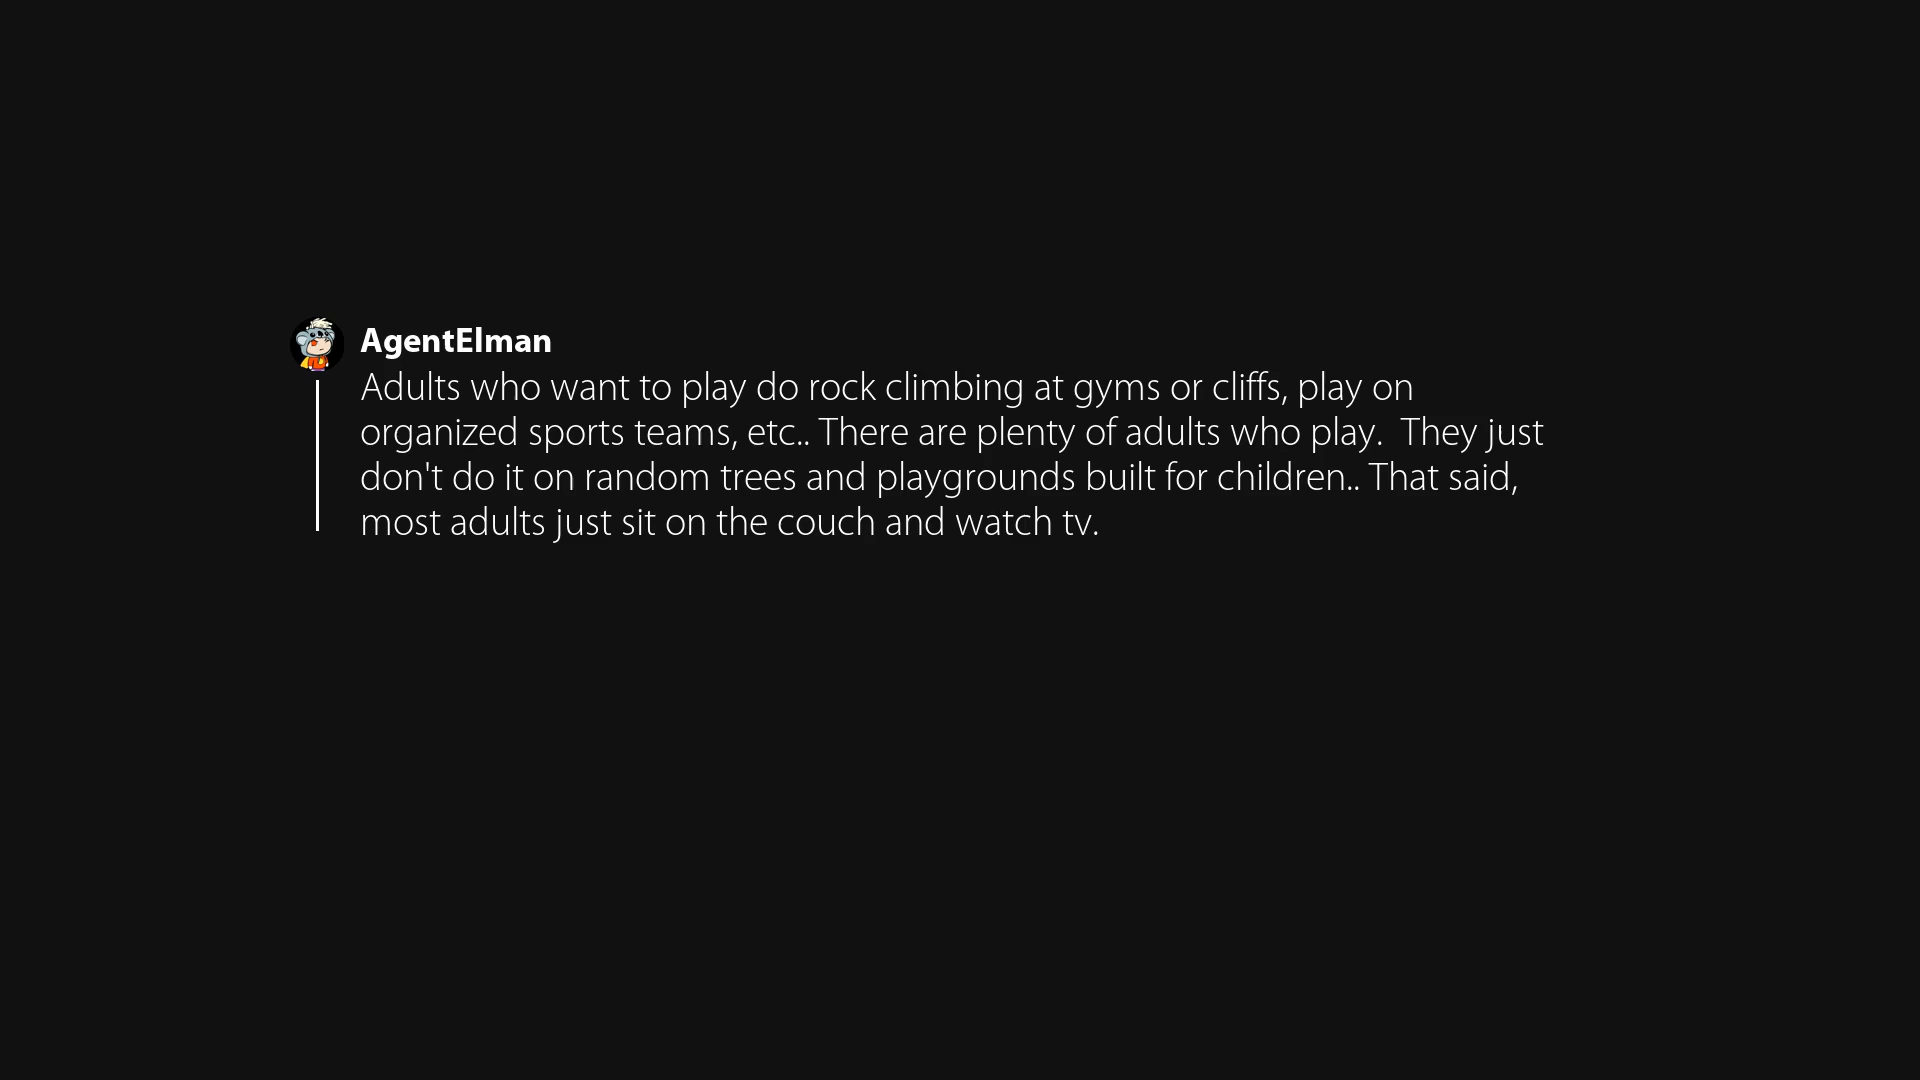 AgentElman
Adults who want to play do rock climbing at gyms or cliffs, play on
organized sports teams, etc.. There are plenty of adults who play.  They just
don't do it on random trees and playgrounds built for children.. That said,
most adults just sit on the couch and watch tv.